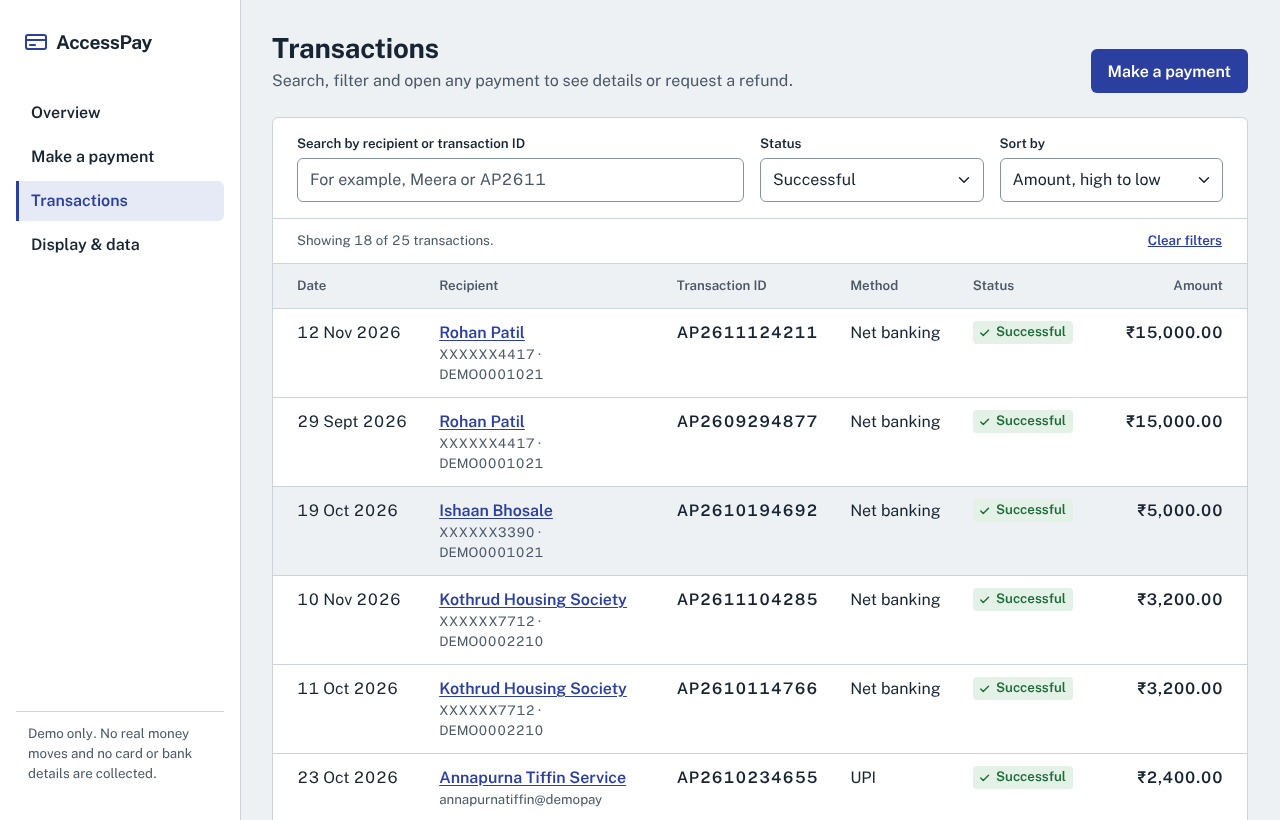 AccessPay
Overview
Make a payment
Transactions
Display & data
Demo only. No real money
moves and no card or bank
details are collected.
Transactions
Search, filter and open any payment to see details or request a refund.
Make a payment
Search by recipient or transaction ID
For example, Meera or AP2611
Status
Successful
Sort by
Amount, high to low
Showing 18 of 25 transactions.
Clear filters
Date Recipient Transaction ID Method Status Amount
12 Nov 2026 Rohan Patil AP2611124211 Net banking Successful ₹15,000.00
XXXXXX4417 ·
DEMO0001021
29 Sept 2026 Rohan Patil AP2609294877 Net banking Successful ₹15,000.00
XXXXXX4417 ·
DEMO0001021
19 Oct 2026 Ishaan Bhosale AP2610194692 Net banking Successful ₹5,000.00
XXXXXX3390 ·
DEMO0001021
10 Nov 2026 Kothrud Housing Society AP2611104285 Net banking Successful ₹3,200.00
XXXXXX7712 ·
DEMO0002210
11 Oct 2026 Kothrud Housing Society AP2610114766 Net banking Successful ₹3,200.00
XXXXXX7712 ·
DEMO0002210
23 Oct 2026 Annapurna Tiffin Service AP2610234655 UPI Successful ₹2,400.00
annapurnatiffin@demopay